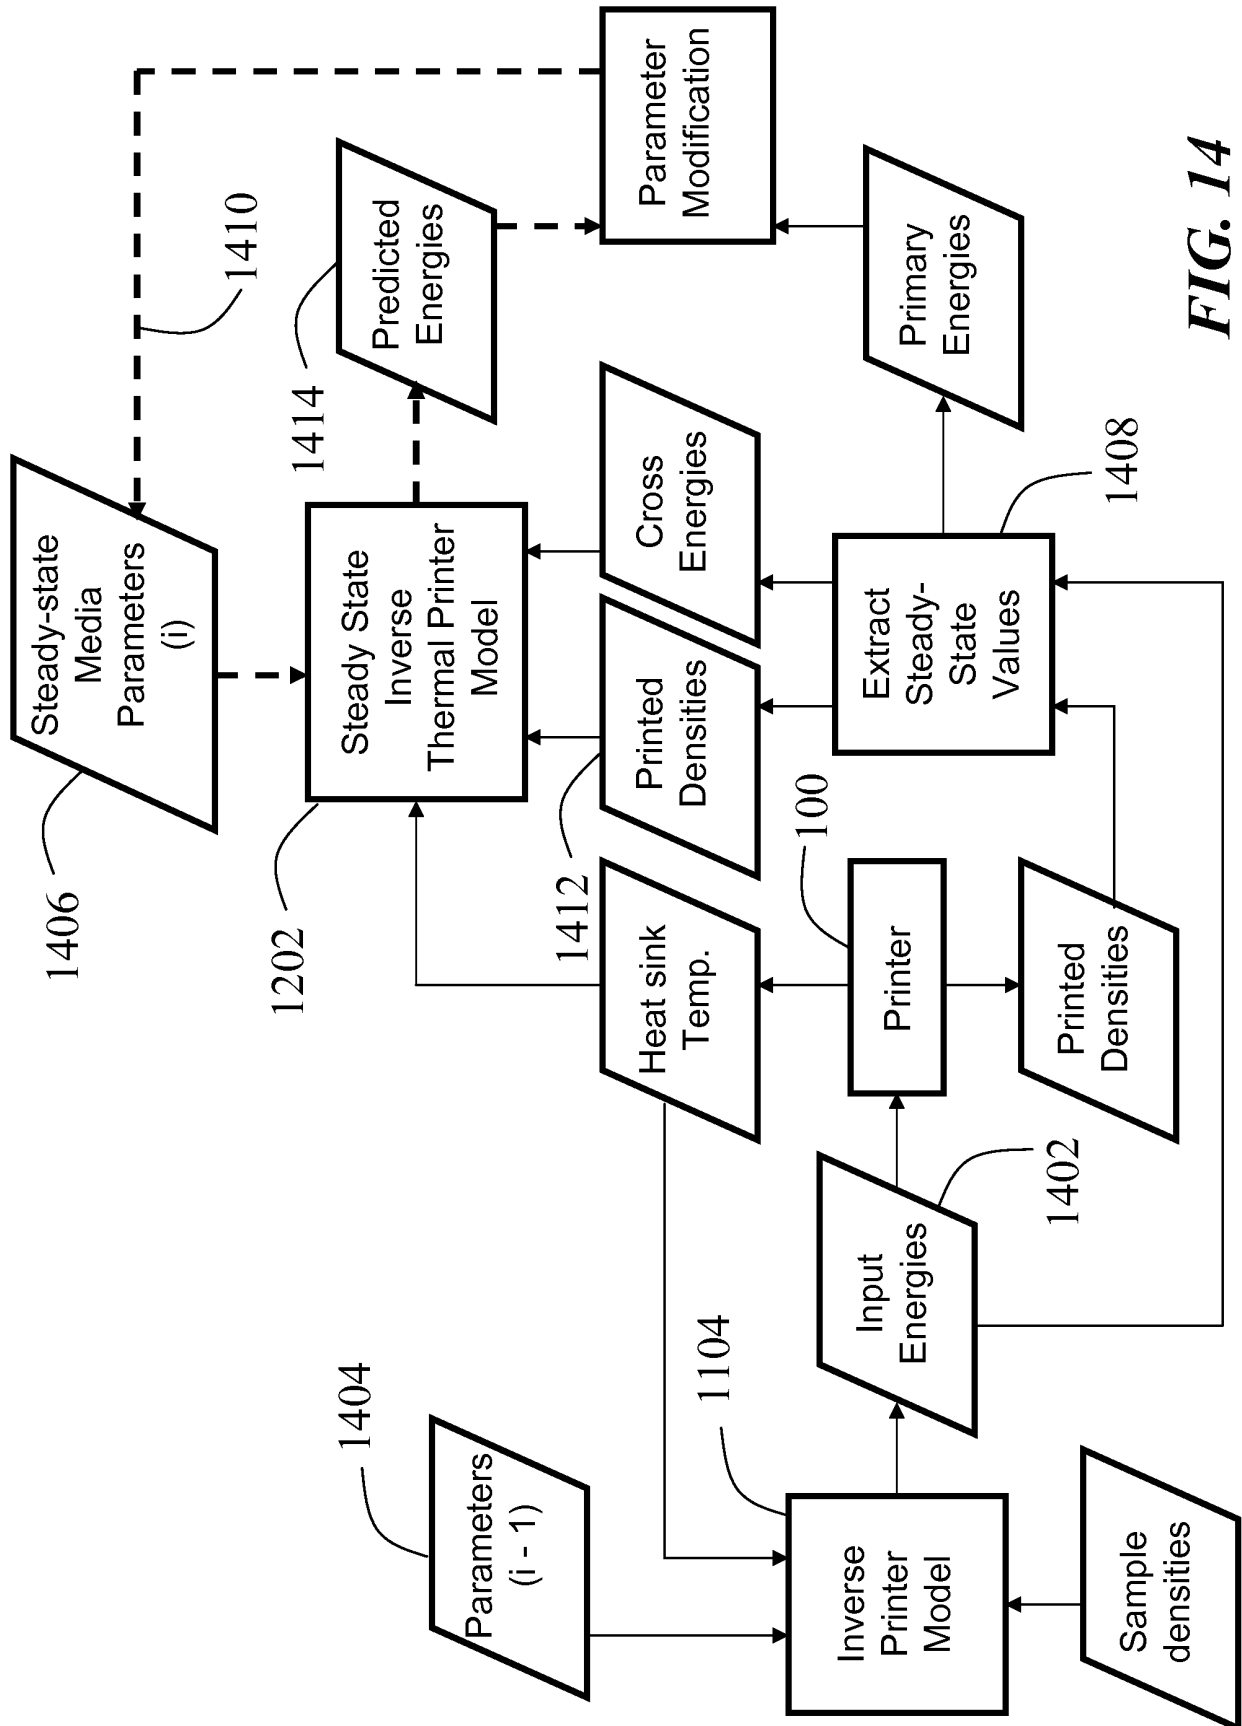 Steady-state
Media
Parameters
(i)
1406
1410
Steady State
Inverse
Thermal Printer
Model
1202
Predicted
Energies
1414
Parameter
Modification
Cross
Energies
Printed
Densities
1412
Heat sink
Temp.
Parameters
(i - 1)
1404
Inverse
Printer
Model
1104
Sample
densities
Input
Energies
1402
Printer
100
Printed
Densities
Extract
Steady-
State
Values
1408
Primary
Energies
FIG. 14